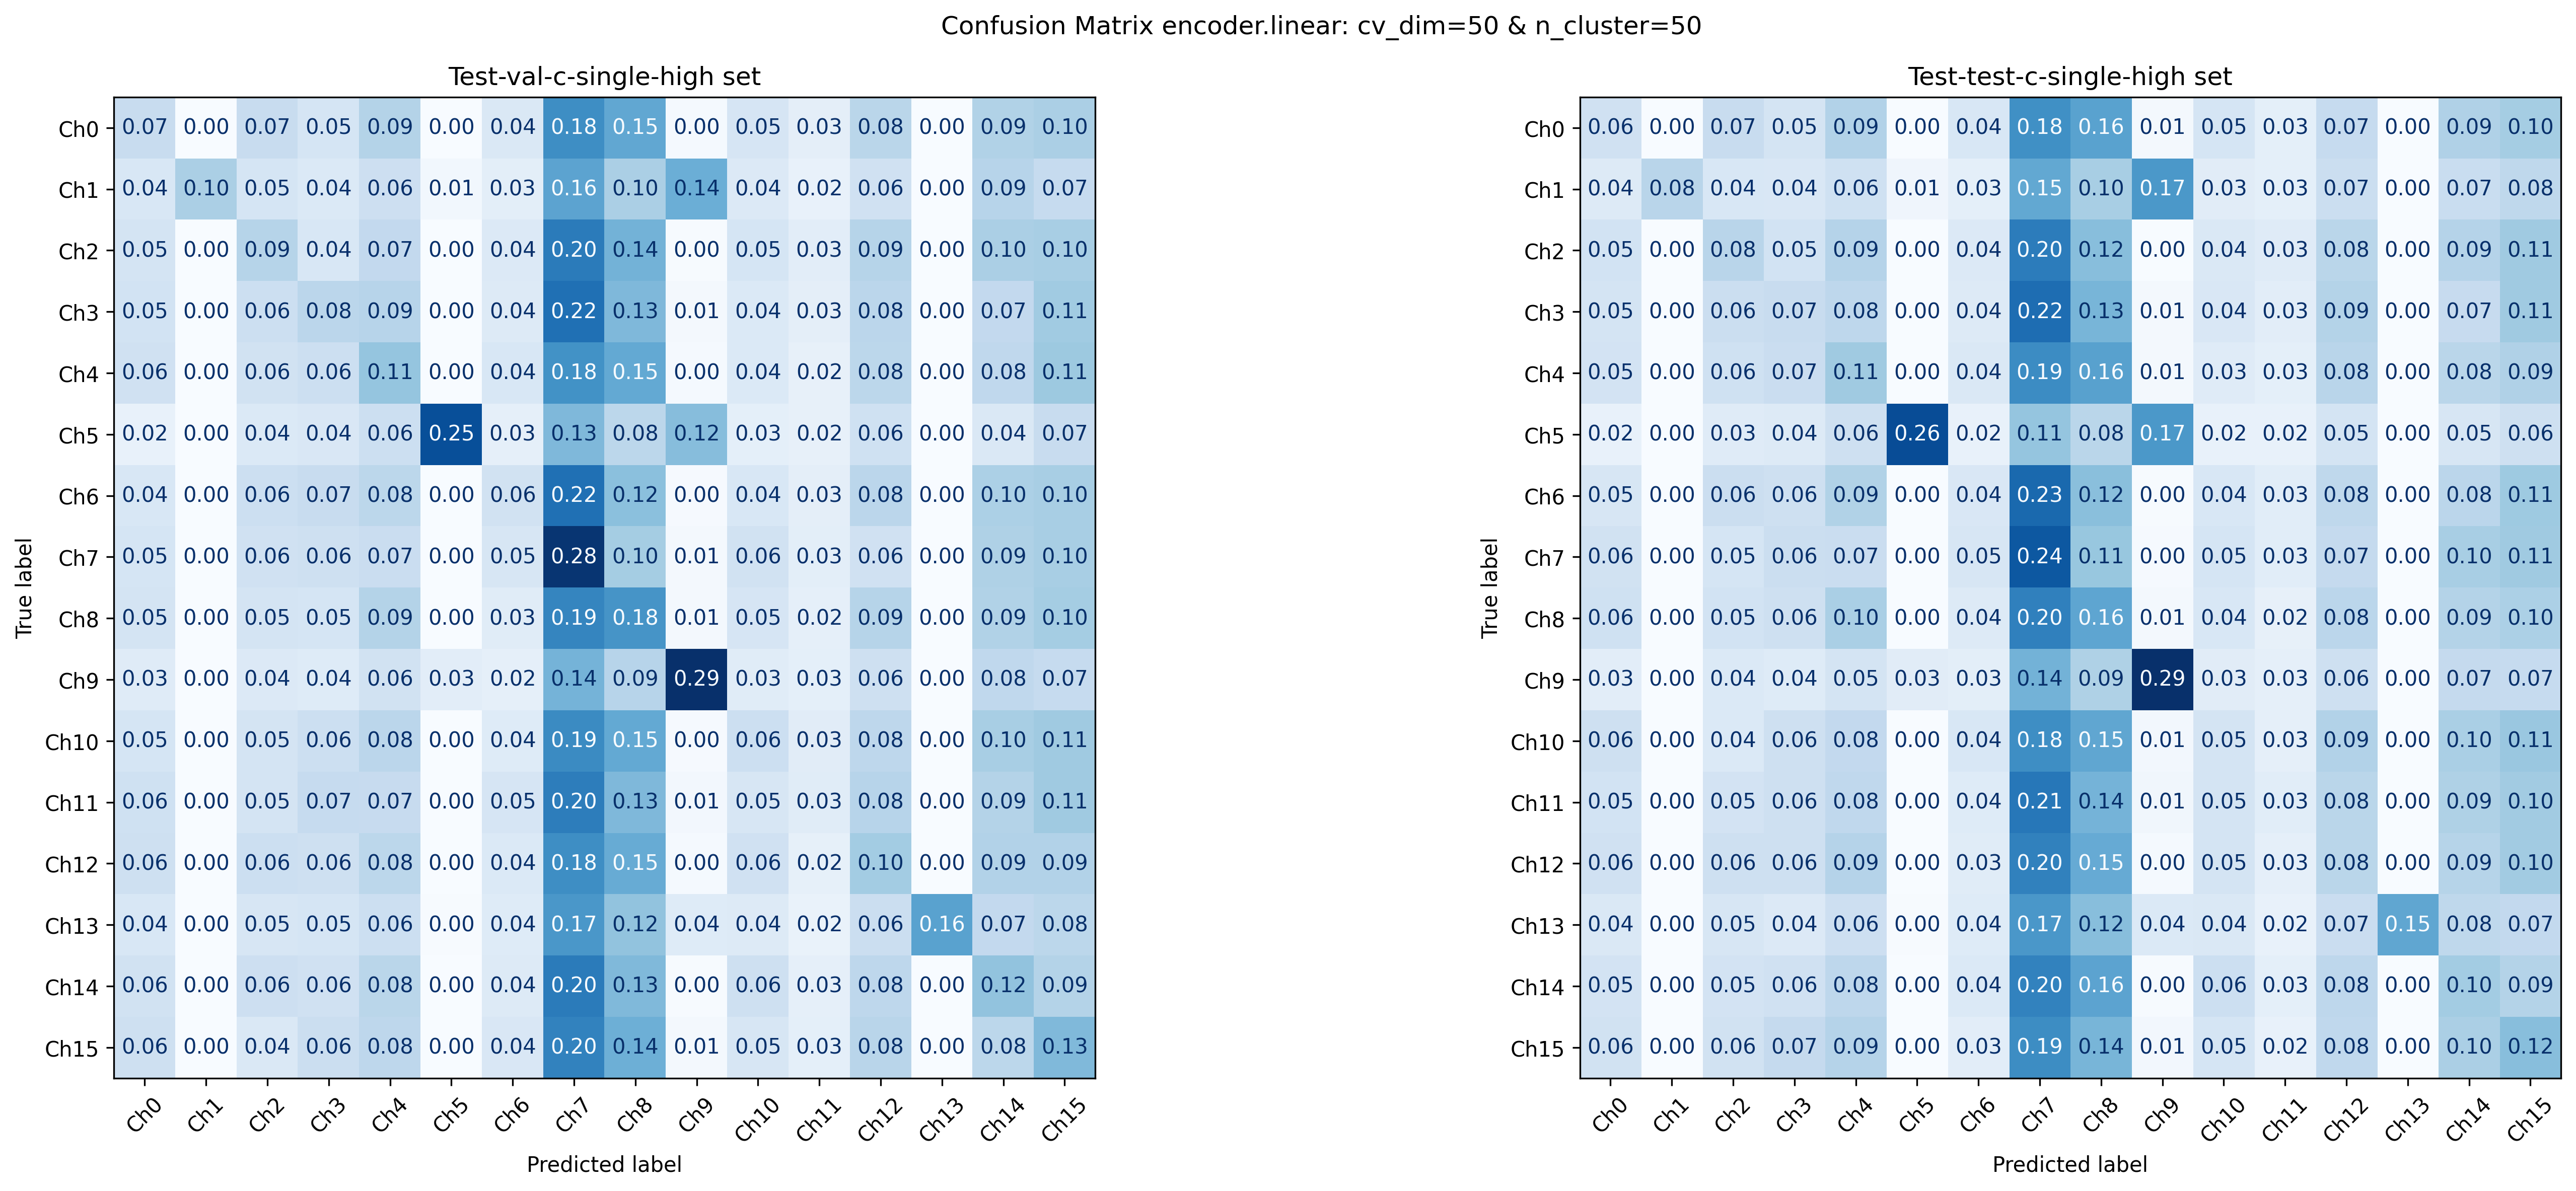 Confusion Matrix encoder.linear: cv_dim=50 & n_cluster=50
Test-val-c-single-high set
True label
Ch0 0.07 0.00 0.07 0.05 0.09 0.00 0.04 0.18 0.15 0.00 0.05 0.03 0.08 0.00 0.09 0.10
Ch1 0.04 0.10 0.05 0.04 0.06 0.01 0.03 0.16 0.10 0.14 0.04 0.02 0.06 0.00 0.09 0.07
Ch2 0.05 0.00 0.09 0.04 0.07 0.00 0.04 0.20 0.14 0.00 0.05 0.03 0.09 0.00 0.10 0.10
Ch3 0.05 0.00 0.06 0.08 0.09 0.00 0.04 0.22 0.13 0.01 0.04 0.03 0.08 0.00 0.07 0.11
Ch4 0.06 0.00 0.06 0.06 0.11 0.00 0.04 0.18 0.15 0.00 0.04 0.02 0.08 0.00 0.08 0.11
Ch5 0.02 0.00 0.04 0.04 0.06 0.25 0.03 0.13 0.08 0.12 0.03 0.02 0.06 0.00 0.04 0.07
Ch6 0.04 0.00 0.06 0.07 0.08 0.00 0.06 0.22 0.12 0.00 0.04 0.03 0.08 0.00 0.10 0.10
Ch7 0.05 0.00 0.06 0.06 0.07 0.00 0.05 0.28 0.10 0.01 0.06 0.03 0.06 0.00 0.09 0.10
Ch8 0.05 0.00 0.05 0.05 0.09 0.00 0.03 0.19 0.18 0.01 0.05 0.02 0.09 0.00 0.09 0.10
Ch9 0.03 0.00 0.04 0.04 0.06 0.03 0.02 0.14 0.09 0.29 0.03 0.03 0.06 0.00 0.08 0.07
Ch10 0.05 0.00 0.05 0.06 0.08 0.00 0.04 0.19 0.15 0.00 0.06 0.03 0.08 0.00 0.10 0.11
Ch11 0.06 0.00 0.05 0.07 0.07 0.00 0.05 0.20 0.13 0.01 0.05 0.03 0.08 0.00 0.09 0.11
Ch12 0.06 0.00 0.06 0.06 0.08 0.00 0.04 0.18 0.15 0.00 0.06 0.02 0.10 0.00 0.09 0.09
Ch13 0.04 0.00 0.05 0.05 0.06 0.00 0.04 0.17 0.12 0.04 0.04 0.02 0.06 0.16 0.07 0.08
Ch14 0.06 0.00 0.06 0.06 0.08 0.00 0.04 0.20 0.13 0.00 0.06 0.03 0.08 0.00 0.12 0.09
Ch15 0.06 0.00 0.04 0.06 0.08 0.00 0.04 0.20 0.14 0.01 0.05 0.03 0.08 0.00 0.08 0.13
Ch0 Ch1 Ch2 Ch3 Ch4 Ch5 Ch6 Ch7 Ch8 Ch9 Ch10 Ch11 Ch12 Ch13 Ch14 Ch15
Predicted label
Test-test-c-single-high set
True label
Ch0 0.06 0.00 0.07 0.05 0.09 0.00 0.04 0.18 0.16 0.01 0.05 0.03 0.07 0.00 0.09 0.10
Ch1 0.04 0.08 0.04 0.04 0.06 0.01 0.03 0.15 0.10 0.17 0.03 0.03 0.07 0.00 0.07 0.08
Ch2 0.05 0.00 0.08 0.05 0.09 0.00 0.04 0.20 0.12 0.00 0.04 0.03 0.08 0.00 0.09 0.11
Ch3 0.05 0.00 0.06 0.07 0.08 0.00 0.04 0.22 0.13 0.01 0.04 0.03 0.09 0.00 0.07 0.11
Ch4 0.05 0.00 0.06 0.07 0.11 0.00 0.04 0.19 0.16 0.01 0.03 0.03 0.08 0.00 0.08 0.09
Ch5 0.02 0.00 0.03 0.04 0.06 0.26 0.02 0.11 0.08 0.17 0.02 0.02 0.05 0.00 0.05 0.06
Ch6 0.05 0.00 0.06 0.06 0.09 0.00 0.04 0.23 0.12 0.00 0.04 0.03 0.08 0.00 0.08 0.11
Ch7 0.06 0.00 0.05 0.06 0.07 0.00 0.05 0.24 0.11 0.00 0.05 0.03 0.07 0.00 0.10 0.11
Ch8 0.06 0.00 0.05 0.06 0.10 0.00 0.04 0.20 0.16 0.01 0.04 0.02 0.08 0.00 0.09 0.10
Ch9 0.03 0.00 0.04 0.04 0.05 0.03 0.03 0.14 0.09 0.29 0.03 0.03 0.06 0.00 0.07 0.07
Ch10 0.06 0.00 0.04 0.06 0.08 0.00 0.04 0.18 0.15 0.01 0.05 0.03 0.09 0.00 0.10 0.11
Ch11 0.05 0.00 0.05 0.06 0.08 0.00 0.04 0.21 0.14 0.01 0.05 0.03 0.08 0.00 0.09 0.10
Ch12 0.06 0.00 0.06 0.06 0.09 0.00 0.03 0.20 0.15 0.00 0.05 0.03 0.08 0.00 0.09 0.10
Ch13 0.04 0.00 0.05 0.04 0.06 0.00 0.04 0.17 0.12 0.04 0.04 0.02 0.07 0.15 0.08 0.07
Ch14 0.05 0.00 0.05 0.06 0.08 0.00 0.04 0.20 0.16 0.00 0.06 0.03 0.08 0.00 0.10 0.09
Ch15 0.06 0.00 0.06 0.07 0.09 0.00 0.03 0.19 0.14 0.01 0.05 0.02 0.08 0.00 0.10 0.12
Ch0 Ch1 Ch2 Ch3 Ch4 Ch5 Ch6 Ch7 Ch8 Ch9 Ch10 Ch11 Ch12 Ch13 Ch14 Ch15
Predicted label